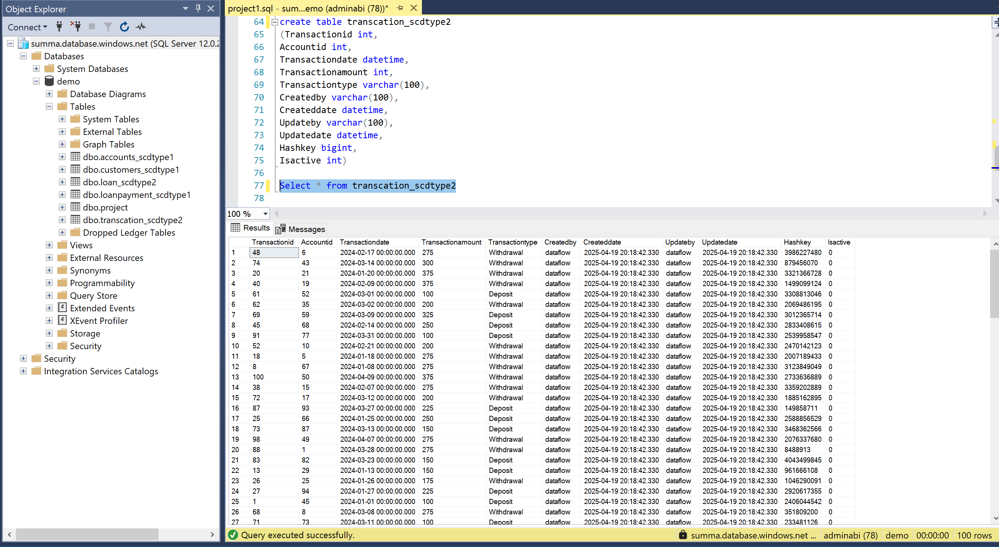 Object Explorer
Connect
summa.database.windows.net (SQL Server 12.0.2
Databases
System Databases
demo
Database Diagrams
Tables
System Tables
External Tables
Graph Tables
dbo.accounts_scdtype1
dbo.customers_scdtype1
dbo.loan_scdtype2
dbo.loanpayment_scdtype1
dbo.project
dbo.transcation_scdtype2
Dropped Ledger Tables
Views
External Resources
Synonyms
Programmability
Query Store
Extended Events
XEvent Profiler
Storage
Security
Security
Integration Services Catalogs
project1.sql - sum...emo (adminabi (78))*
64 create table transcation_scdtype2
65 (Transactionid int,
66 Accountid int,
67 Transactiondate datetime,
68 Transactionamount int,
69 Transactiontype varchar(100),
70 Createdby varchar(100),
71 Createddate datetime,
72 Updateby varchar(100),
73 Updatedate datetime,
74 Hashkey bigint,
75 Isactive int)
76
77 Select * from transcation_scdtype2
78
100 %
Results Messages
Transactionid Accountid Transactiondate Transactionamount Transactiontype Createdby Createddate Updateby Updatedate Hashkey Isactive
1 48 6 2024-02-17 00:00:00.000 275 Withdrawal dataflow 2025-04-19 20:18:42.330 dataflow 2025-04-19 20:18:42.330 3986227480 0
2 74 43 2024-03-14 00:00:00.000 300 Withdrawal dataflow 2025-04-19 20:18:42.330 dataflow 2025-04-19 20:18:42.330 879456070 0
3 20 21 2024-01-20 00:00:00.000 375 Withdrawal dataflow 2025-04-19 20:18:42.330 dataflow 2025-04-19 20:18:42.330 3321366728 0
4 40 19 2024-02-09 00:00:00.000 375 Withdrawal dataflow 2025-04-19 20:18:42.330 dataflow 2025-04-19 20:18:42.330 1499099124 0
5 61 52 2024-03-01 00:00:00.000 100 Deposit dataflow 2025-04-19 20:18:42.330 dataflow 2025-04-19 20:18:42.330 3308813046 0
6 62 35 2024-03-02 00:00:00.000 200 Withdrawal dataflow 2025-04-19 20:18:42.330 dataflow 2025-04-19 20:18:42.330 2069486195 0
7 69 59 2024-03-09 00:00:00.000 325 Deposit dataflow 2025-04-19 20:18:42.330 dataflow 2025-04-19 20:18:42.330 3012365714 0
8 45 68 2024-02-14 00:00:00.000 250 Deposit dataflow 2025-04-19 20:18:42.330 dataflow 2025-04-19 20:18:42.330 2833408615 0
9 91 77 2024-03-31 00:00:00.000 100 Deposit dataflow 2025-04-19 20:18:42.330 dataflow 2025-04-19 20:18:42.330 2539958547 0
10 52 10 2024-02-21 00:00:00.000 200 Withdrawal dataflow 2025-04-19 20:18:42.330 dataflow 2025-04-19 20:18:42.330 2470142123 0
11 18 5 2024-01-18 00:00:00.000 275 Withdrawal dataflow 2025-04-19 20:18:42.330 dataflow 2025-04-19 20:18:42.330 2007189433 0
12 8 67 2024-01-08 00:00:00.000 275 Withdrawal dataflow 2025-04-19 20:18:42.330 dataflow 2025-04-19 20:18:42.330 3123849049 0
13 100 50 2024-04-09 00:00:00.000 375 Withdrawal dataflow 2025-04-19 20:18:42.330 dataflow 2025-04-19 20:18:42.330 2733636889 0
14 38 15 2024-02-07 00:00:00.000 275 Withdrawal dataflow 2025-04-19 20:18:42.330 dataflow 2025-04-19 20:18:42.330 3359202889 0
15 72 17 2024-03-12 00:00:00.000 200 Withdrawal dataflow 2025-04-19 20:18:42.330 dataflow 2025-04-19 20:18:42.330 1885162895 0
16 87 93 2024-03-27 00:00:00.000 225 Deposit dataflow 2025-04-19 20:18:42.330 dataflow 2025-04-19 20:18:42.330 149858711 0
17 25 66 2024-01-25 00:00:00.000 250 Deposit dataflow 2025-04-19 20:18:42.330 dataflow 2025-04-19 20:18:42.330 2588856529 0
18 73 87 2024-03-13 00:00:00.000 150 Deposit dataflow 2025-04-19 20:18:42.330 dataflow 2025-04-19 20:18:42.330 3468362566 0
19 98 49 2024-04-07 00:00:00.000 275 Withdrawal dataflow 2025-04-19 20:18:42.330 dataflow 2025-04-19 20:18:42.330 2076337680 0
20 88 1 2024-03-28 00:00:00.000 275 Withdrawal dataflow 2025-04-19 20:18:42.330 dataflow 2025-04-19 20:18:42.330 8488913 0
21 83 82 2024-03-23 00:00:00.000 150 Deposit dataflow 2025-04-19 20:18:42.330 dataflow 2025-04-19 20:18:42.330 4043499845 0
22 13 29 2024-01-13 00:00:00.000 150 Deposit dataflow 2025-04-19 20:18:42.330 dataflow 2025-04-19 20:18:42.330 961666108 0
23 26 25 2024-01-26 00:00:00.000 175 Withdrawal dataflow 2025-04-19 20:18:42.330 dataflow 2025-04-19 20:18:42.330 1046290091 0
24 27 94 2024-01-27 00:00:00.000 225 Deposit dataflow 2025-04-19 20:18:42.330 dataflow 2025-04-19 20:18:42.330 2920617355 0
25 1 45 2024-01-01 00:00:00.000 100 Deposit dataflow 2025-04-19 20:18:42.330 dataflow 2025-04-19 20:18:42.330 2406044542 0
26 68 8 2024-03-08 00:00:00.000 275 Withdrawal dataflow 2025-04-19 20:18:42.330 dataflow 2025-04-19 20:18:42.330 351809200 0
27 71 73 2024-03-11 00:00:00.000 100 Deposit dataflow 2025-04-19 20:18:42.330 dataflow 2025-04-19 20:18:42.330 233481126 0
Query executed successfully. summa.database.windows.net ... adminabi (78) demo 00:00:00 100 rows